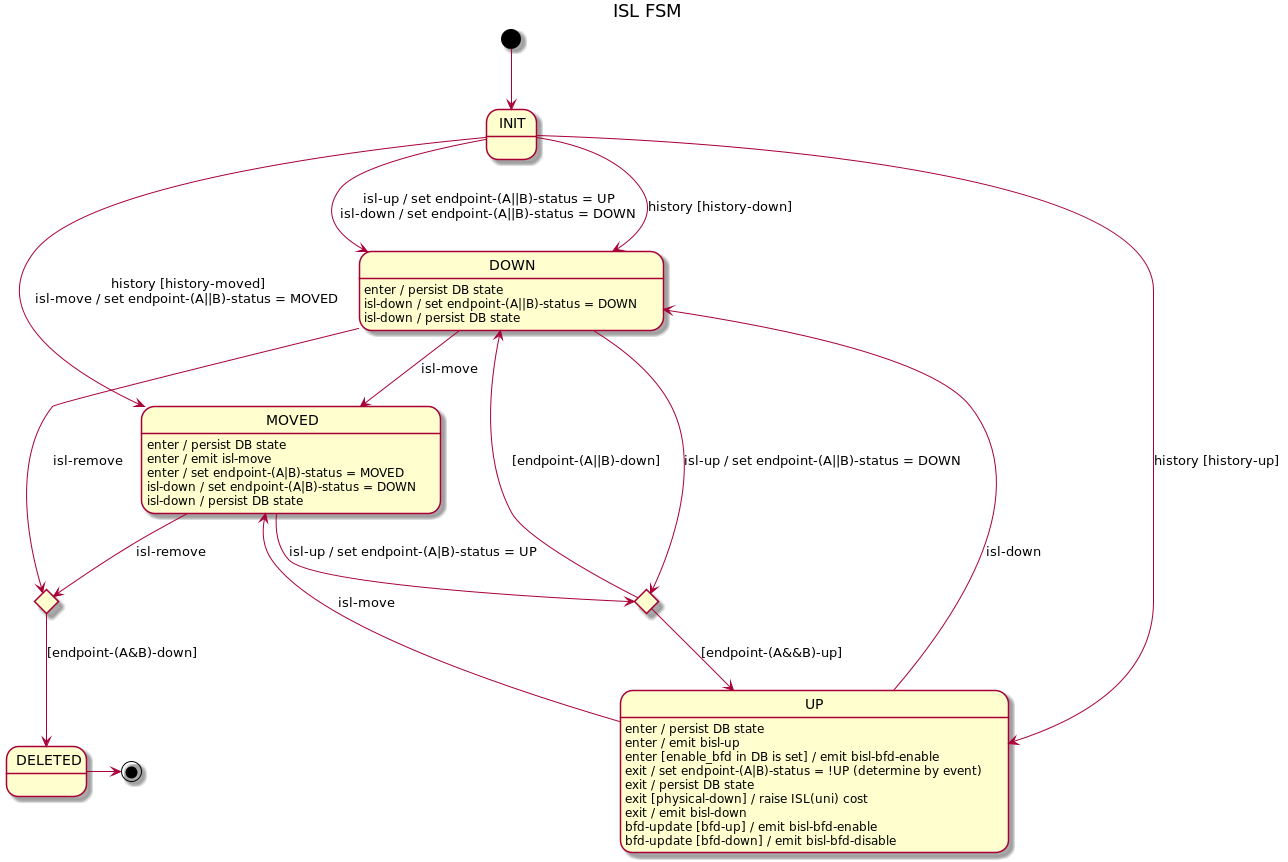 ISL FSM
INIT
isl-up / set endpoint-(A||B)-status = UP
isl-down / set endpoint-(A||B)-status = DOWN
history [history-down]
history [history-moved]
isl-move / set endpoint-(A||B)-status = MOVED
DOWN
enter / persist DB state
isl-down / set endpoint-(A||B)-status = DOWN
isl-down / persist DB state
isl-move
MOVED
enter / persist DB state
enter / emit isl-move
enter / set endpoint-(A|B)-status = MOVED
isl-down / set endpoint-(A|B)-status = DOWN
isl-down / persist DB state
isl-remove
[endpoint-(A||B)-down]
isl-up / set endpoint-(A||B)-status = DOWN
history [history-up]
isl-remove
isl-up / set endpoint-(A|B)-status = UP
isl-down
isl-move
[endpoint-(A&B)-down]
[endpoint-(A&&B)-up]
DELETED
UP
enter / persist DB state
enter / emit bisl-up
enter [enable_bfd in DB is set] / emit bisl-bfd-enable
exit / set endpoint-(A|B)-status = !UP (determine by event)
exit / persist DB state
exit [physical-down] / raise ISL(uni) cost
exit / emit bisl-down
bfd-update [bfd-up] / emit bisl-bfd-enable
bfd-update [bfd-down] / emit bisl-bfd-disable